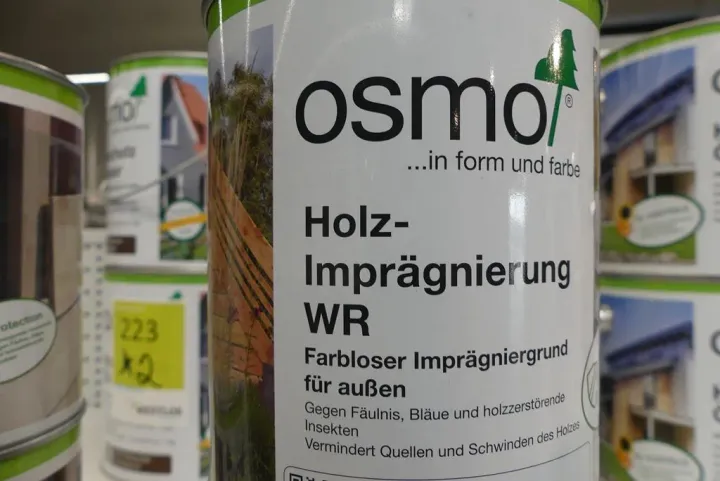 osmo
®
...in form und farbe
Holz-
Imprägnierung
WR
Farbloser Imprägniergrund
für außen
Gegen Fäulnis, Bläue und holzzerstörende
Insekten
Vermindert Quellen und Schwinden des Holzes
223